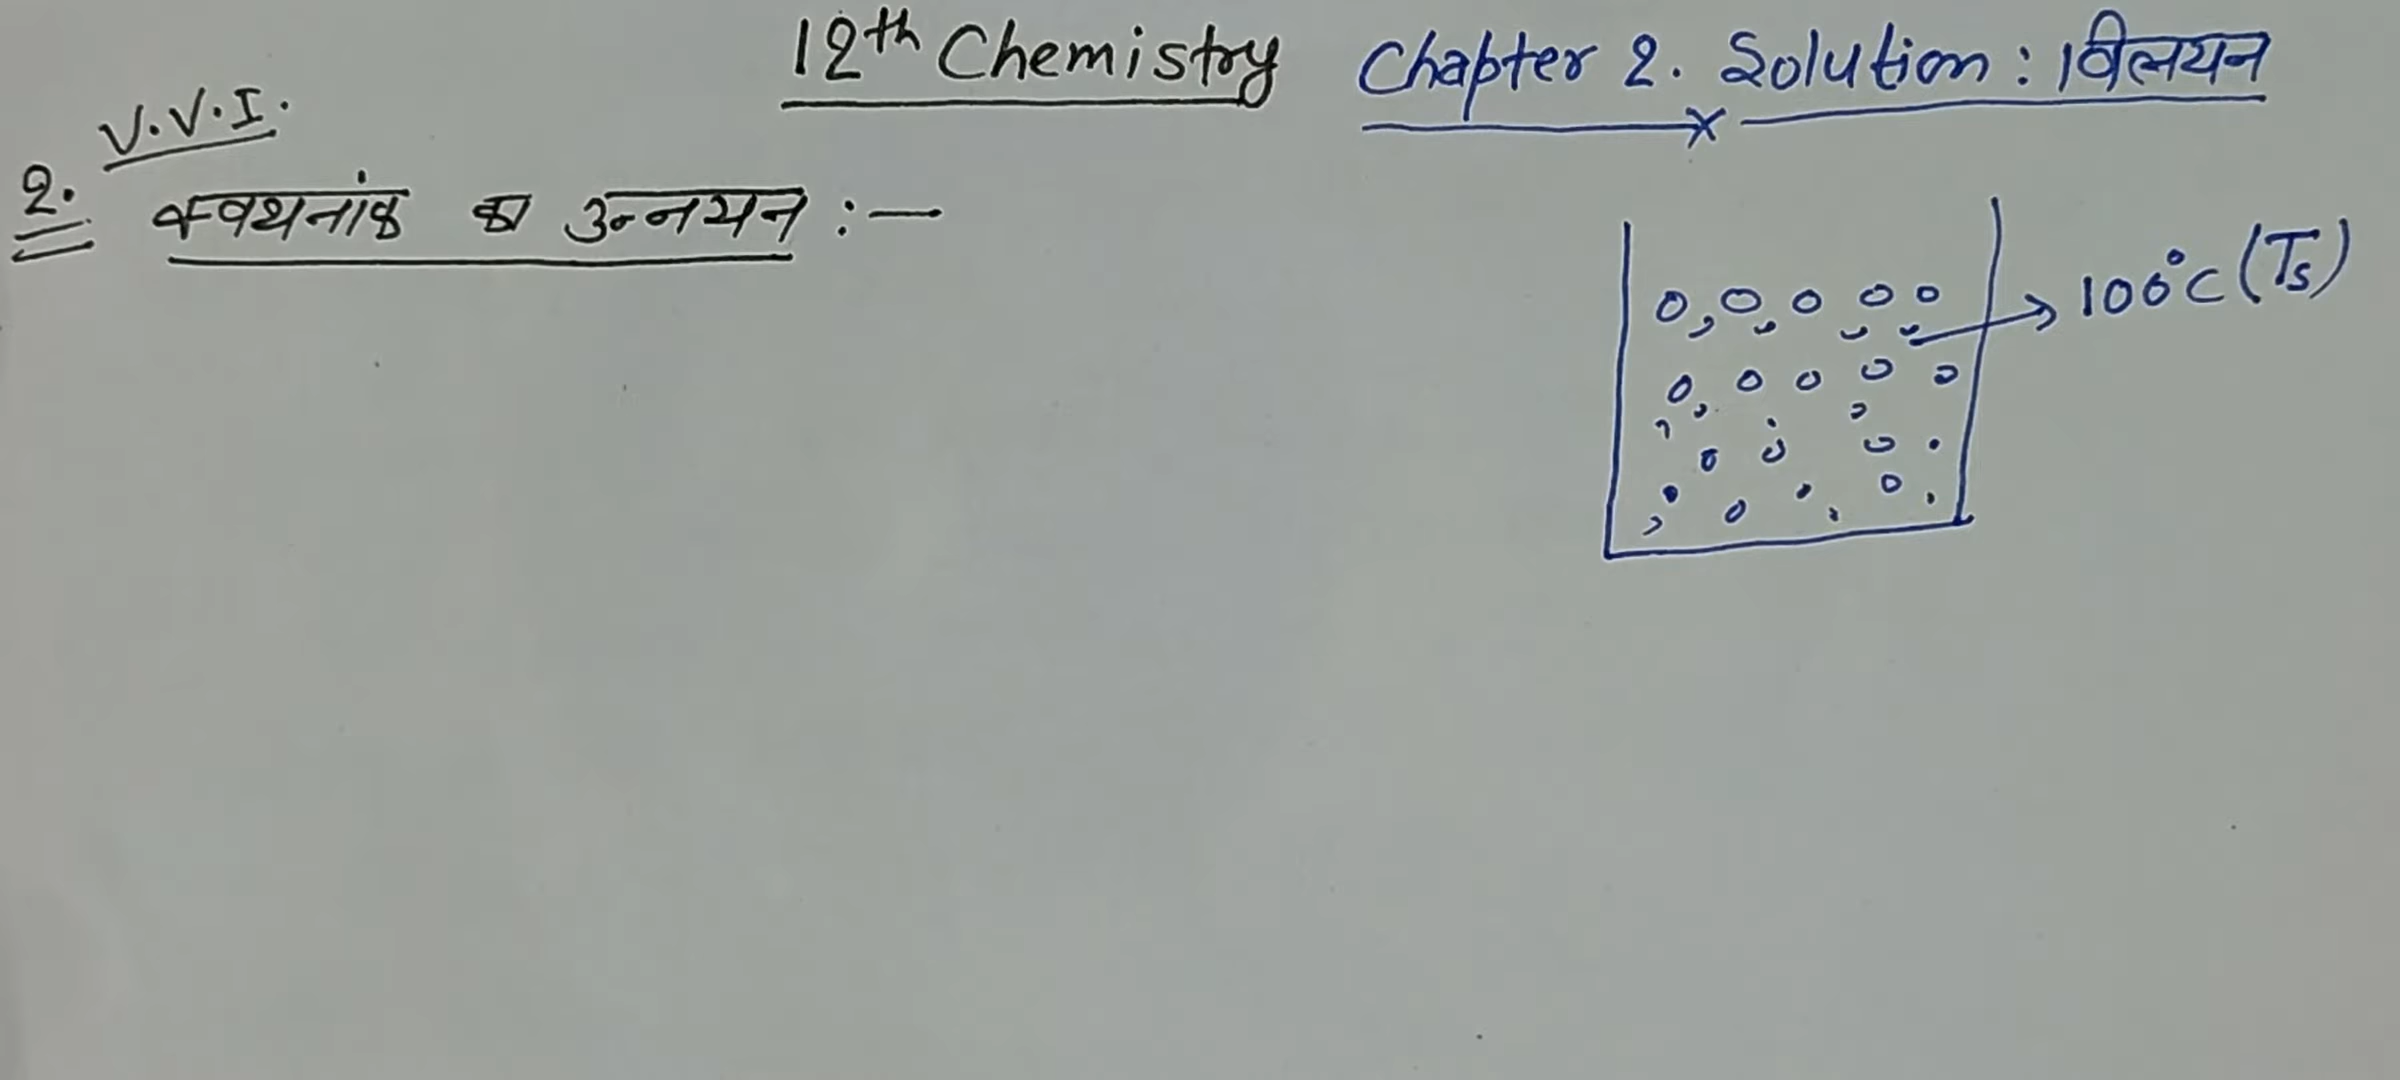 12th Chemistry Chapter 2. Solution : विलयन
V.V.I.
2. क्वथनांक का उन्नयन :—
100°C (Ts)